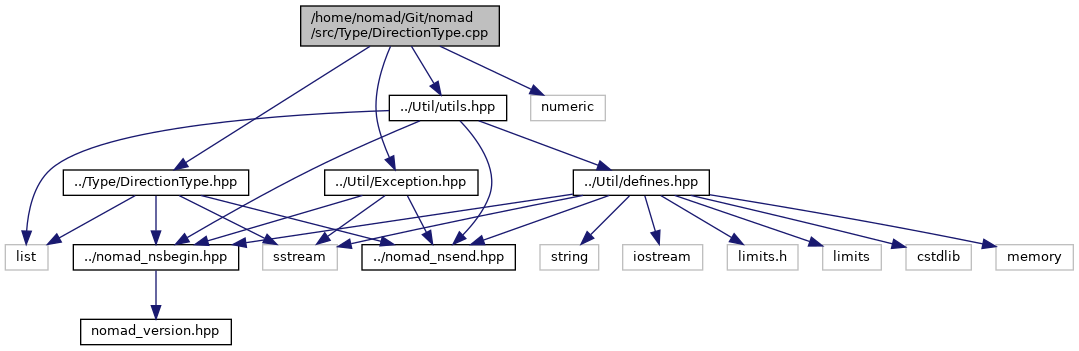 /home/nomad/Git/nomad
/src/Type/DirectionType.cpp
../Util/utils.hpp
numeric
../Type/DirectionType.hpp
../Util/Exception.hpp
../Util/defines.hpp
list
../nomad_nsbegin.hpp
sstream
../nomad_nsend.hpp
string
iostream
limits.h
limits
cstdlib
memory
nomad_version.hpp